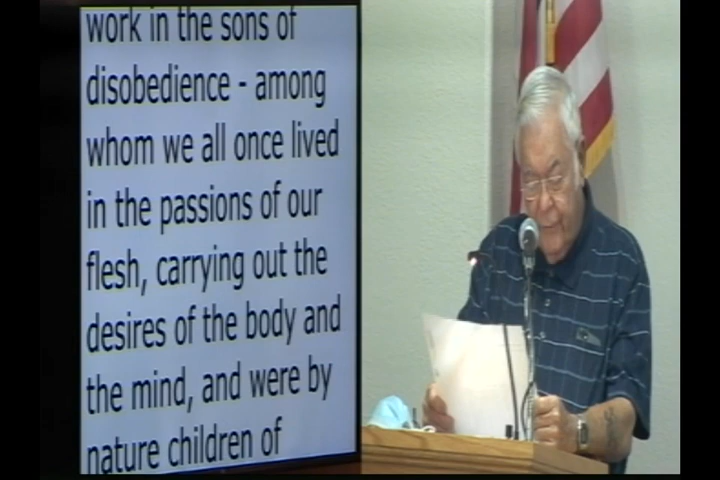 work in the sons of
disobedience - among
whom we all once lived
in the passions of our
flesh, carrying out the
desires of the body and
the mind, and were by
nature children of